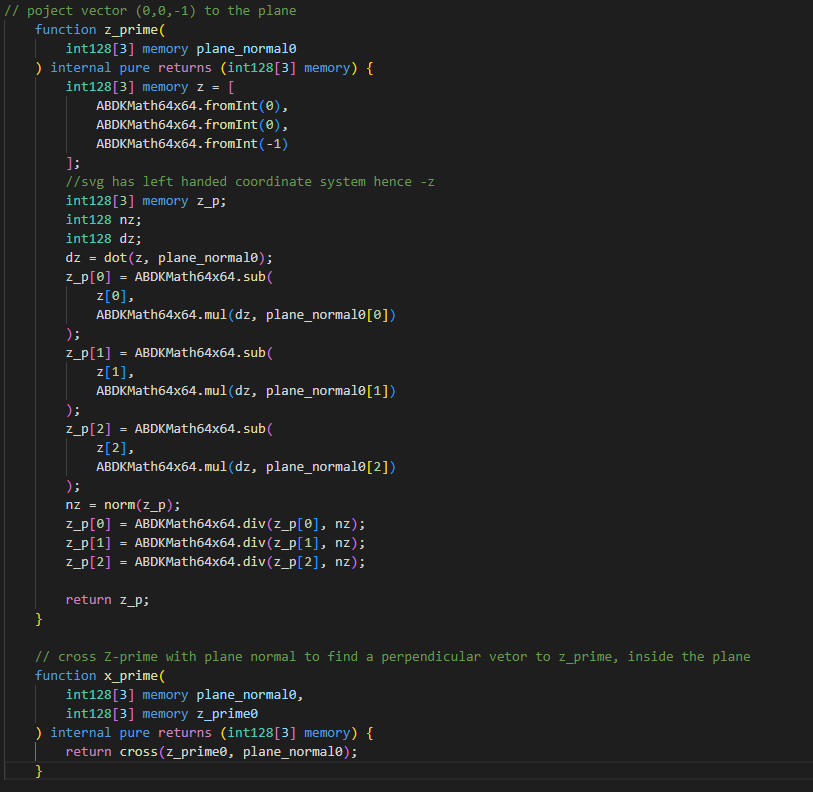 // poject vector (0,0,-1) to the plane
function z_prime(
int128[3] memory plane_normal0
) internal pure returns (int128[3] memory) {
int128[3] memory z = [
ABDKMath64x64.fromInt(0),
ABDKMath64x64.fromInt(0),
ABDKMath64x64.fromInt(-1)
];
//svg has left handed coordinate system hence -z
int128[3] memory z_p;
int128 nz;
int128 dz;
dz = dot(z, plane_normal0);
z_p[0] = ABDKMath64x64.sub(
z[0],
ABDKMath64x64.mul(dz, plane_normal0[0])
);
z_p[1] = ABDKMath64x64.sub(
z[1],
ABDKMath64x64.mul(dz, plane_normal0[1])
);
z_p[2] = ABDKMath64x64.sub(
z[2],
ABDKMath64x64.mul(dz, plane_normal0[2])
);
nz = norm(z_p);
z_p[0] = ABDKMath64x64.div(z_p[0], nz);
z_p[1] = ABDKMath64x64.div(z_p[1], nz);
z_p[2] = ABDKMath64x64.div(z_p[2], nz);
return z_p;
}
// cross Z-prime with plane normal to find a perpendicular vetor to z_prime, inside the plane
function x_prime(
int128[3] memory plane_normal0,
int128[3] memory z_prime0
) internal pure returns (int128[3] memory) {
return cross(z_prime0, plane_normal0);
}